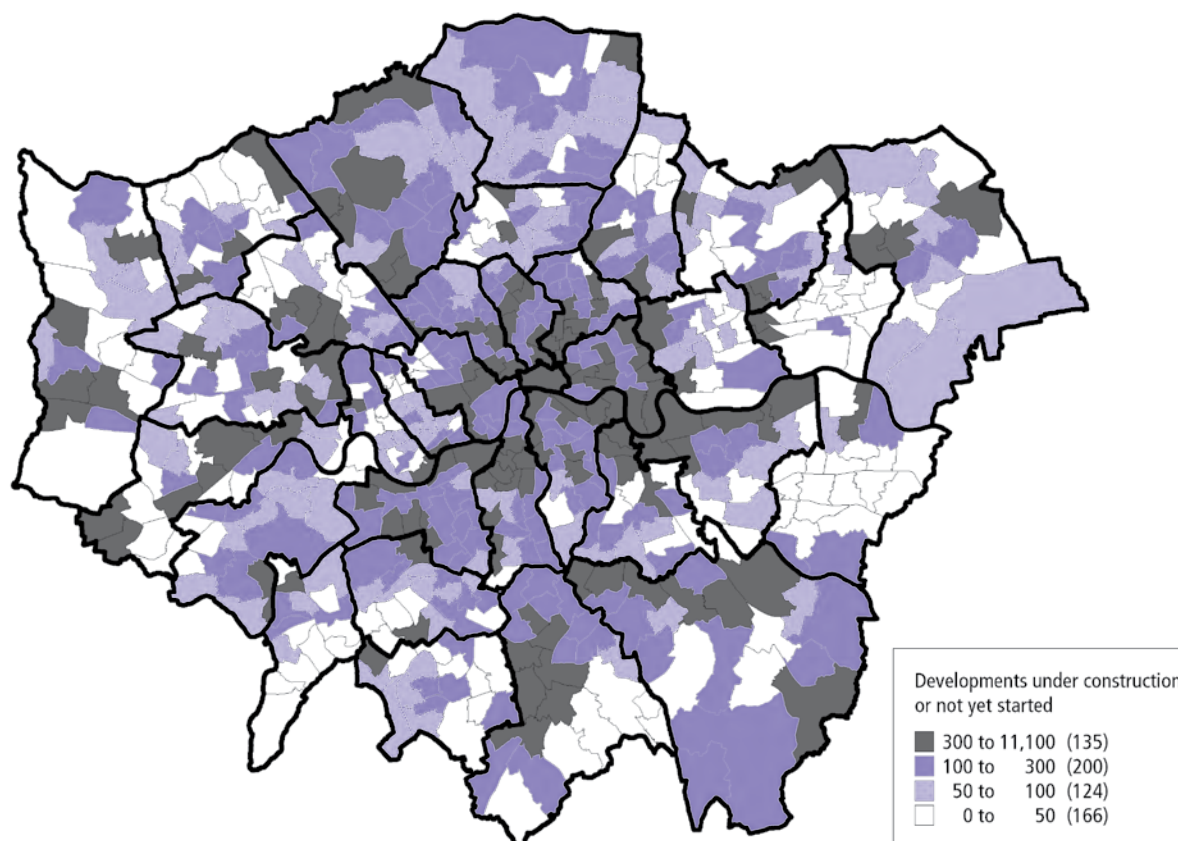 Developments under construction
or not yet started
300 to 11,100 (135)
100 to 300 (200)
50 to 100 (124)
0 to 50 (166)